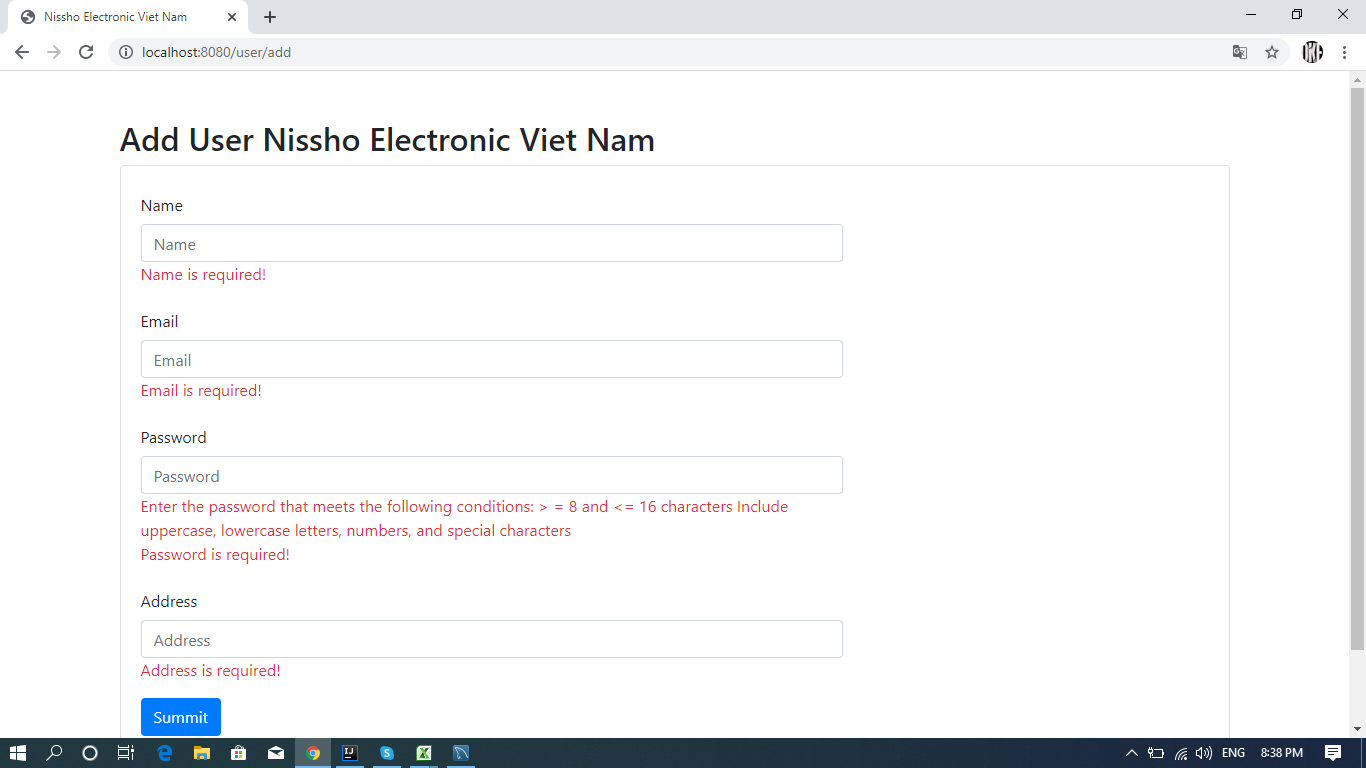 Nissho Electronic Viet Nam
localhost:8080/user/add
Add User Nissho Electronic Viet Nam
Name
Name
Name is required!
Email
Email
Email is required!
Password
Password
Enter the password that meets the following conditions: > = 8 and <= 16 characters Include
uppercase, lowercase letters, numbers, and special characters
Password is required!
Address
Address
Address is required!
Summit
ENG
8:38 PM